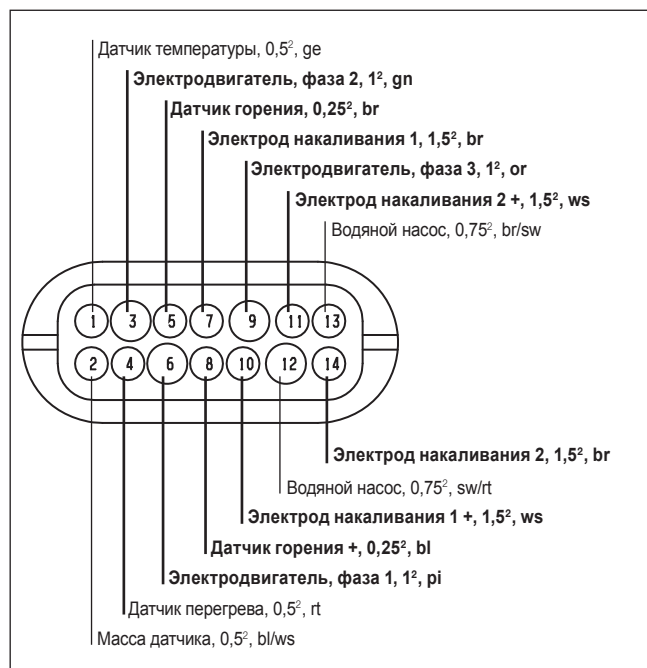 Датчик температуры, 0,5², ge
Электродвигатель, фаза 2, 1², gn
Датчик горения, 0,25², br
Электрод накаливания 1, 1,5², br
Электродвигатель, фаза 3, 1², or
Электрод накаливания 2 +, 1,5², ws
Водяной насос, 0,75², br/sw
1 3 5 7 9 11 13
2 4 6 8 10 12 14
Электрод накаливания 2, 1,5², br
Водяной насос, 0,75², sw/rt
Электрод накаливания 1 +, 1,5², ws
Датчик горения +, 0,25², bl
Электродвигатель, фаза 1, 1², pi
Датчик перегрева, 0,5², rt
Масса датчика, 0,5², bl/ws